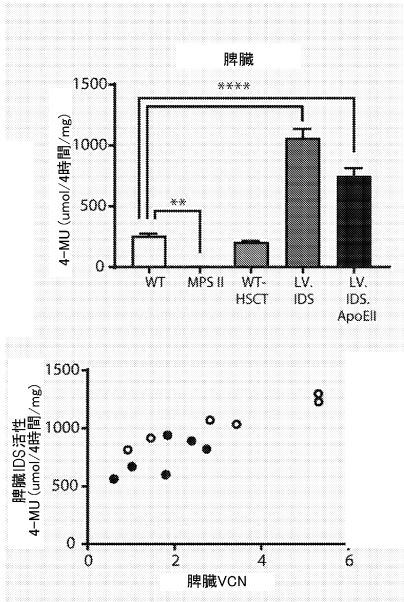 脾臓
1500
1000
500
0
4-MU (umol/4時間/mg)
****
**
WT
MPS II
WT-
HSCT
LV.
IDS
LV.
IDS.
ApoEII
1500
1000
500
0
脾臓IDS活性
4-MU (umol/4時間/mg)
0
2
4
6
脾臓VCN